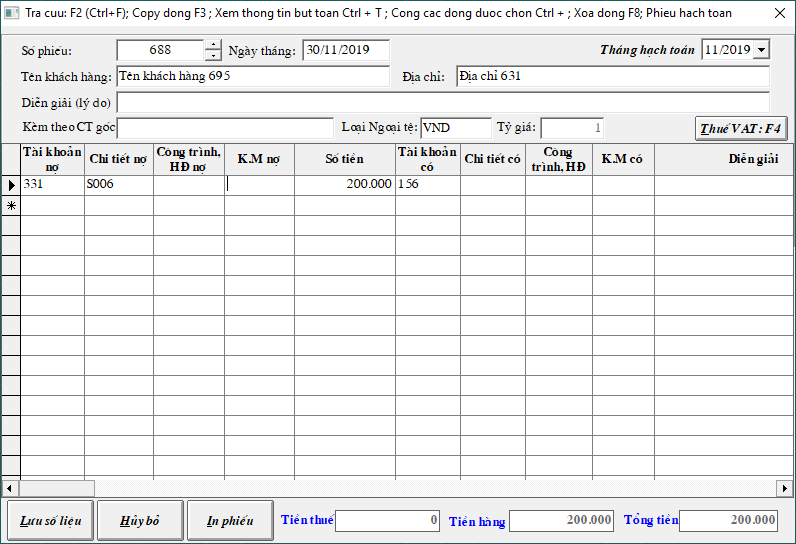 Tra cuu: F2 (Ctrl+F); Copy dong F3 ; Xem thong tin but toan Ctrl + T ; Cong cac dong duoc chon Ctrl + ; Xoa dong F8; Phieu hach toan
Số phiếu: 688 Ngày tháng: 30/11/2019 Tháng hạch toán 11/2019
Tên khách hàng: Tên khách hàng 695 Địa chỉ: Địa chỉ 631
Diễn giải (lý do)
Kèm theo CT gốc Loại Ngoại tệ: VND Tỷ giá: 1 Thuế VAT : F4
Tài khoản nợ Chi tiết nợ Công trình, HĐ nợ K.M nợ Số tiền Tài khoản có Chi tiết có Công trình, HĐ K.M có Diễn giải
331 S006 200.000 156
Lưu số liệu Hủy bỏ In phiếu Tiền thuế 0 Tiền hàng 200.000 Tổng tiền 200.000